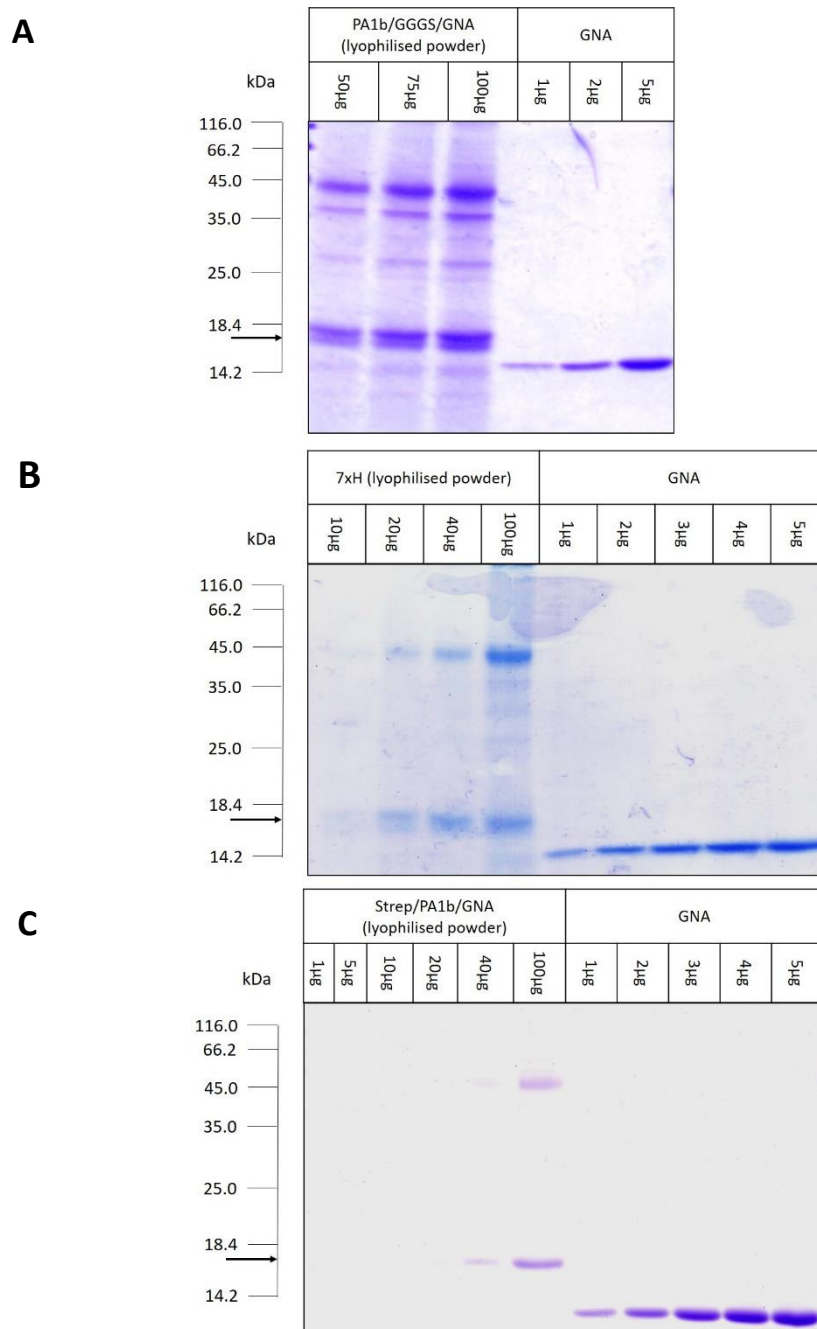 A
PA1b/GGGS/GNA
(lyophilised powder)
GNA
kDa
50µg
75µg
100µg
1µg
2µg
5µg
116.0
66.2
45.0
35.0
25.0
18.4
14.2
B
7xH (lyophilised powder)
GNA
kDa
10µg
20µg
40µg
100µg
1µg
2µg
3µg
4µg
5µg
116.0
66.2
45.0
35.0
25.0
18.4
14.2
C
Strep/PA1b/GNA
(lyophilised powder)
GNA
kDa
1µg
5µg
10µg
20µg
40µg
100µg
1µg
2µg
3µg
4µg
5µg
116.0
66.2
45.0
35.0
25.0
18.4
14.2